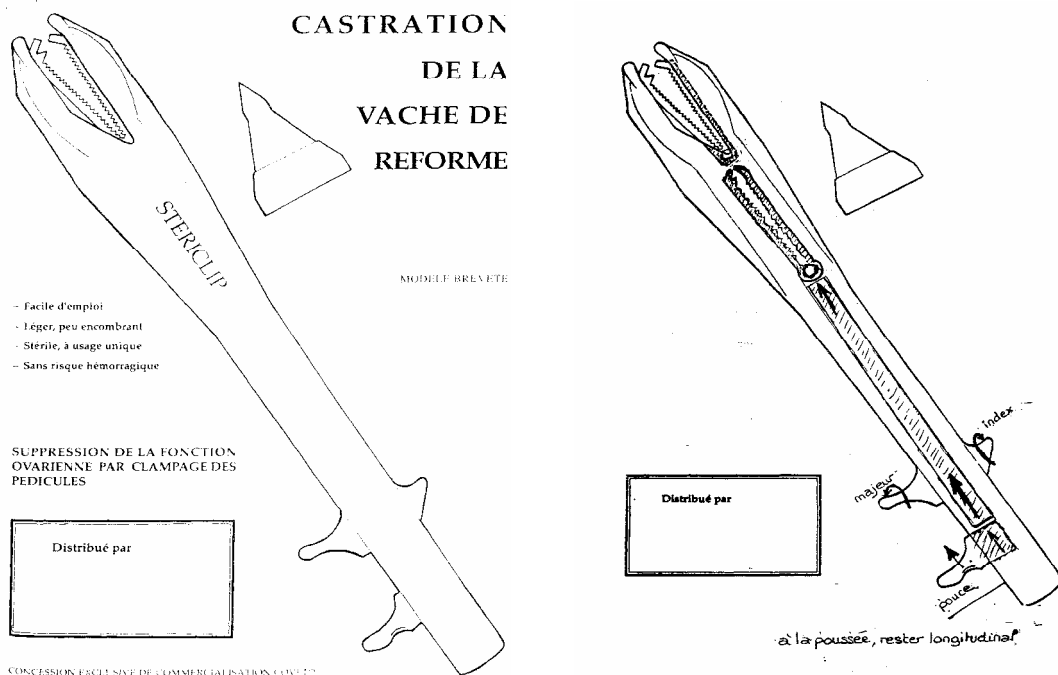 CASTRATION
DE LA
VACHE DE
REFORME
STERICLIP
MODELE BREVETE
- Facile d'emploi
- Léger, peu encombrant
- Stérile, à usage unique
- Sans risque hémorragique
SUPPRESSION DE LA FONCTION
OVARIENNE PAR CLAMPAGE DES
PEDICULES
Distribué par
CONCESSION EXCLUSIVE DE COMMERCIALISATION
index
majeur
Distribué par
pouce
à la poussée, rester longitudinal